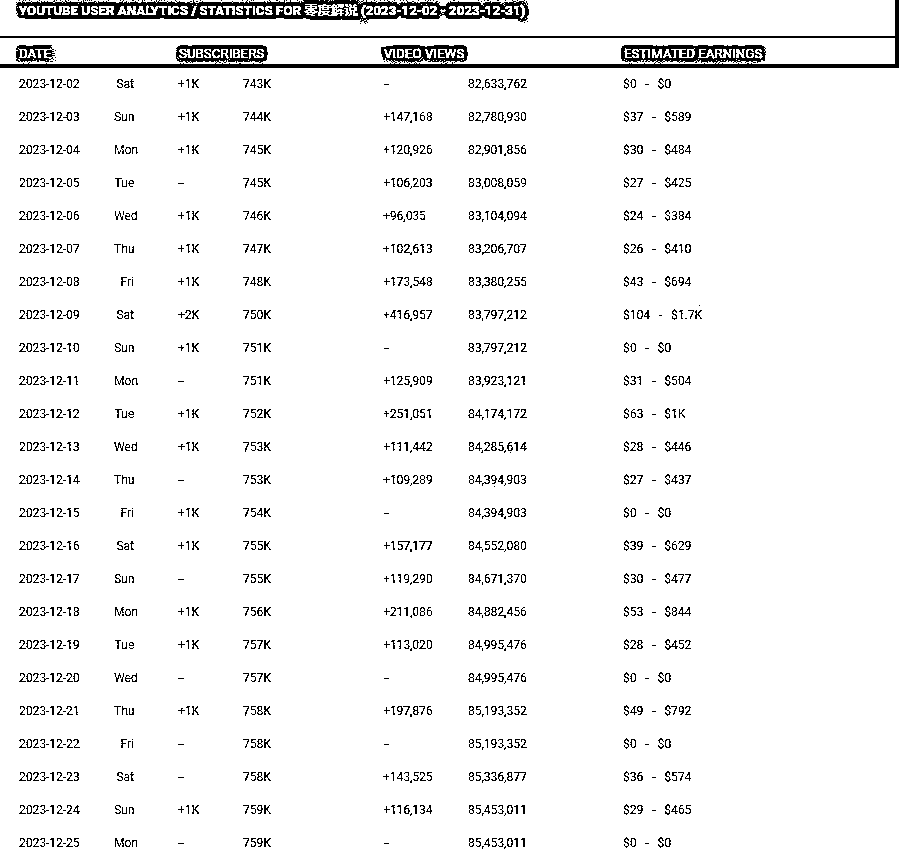 YOUTUBE USER ANALYTICS / STATISTICS FOR 零度解説 (2023-12-02 - 2023-12-31)
DATE SUBSCRIBERS VIDEO VIEWS ESTIMATED EARNINGS
2023-12-02 Sat +1K 743K -- 82,633,762 $0 - $0
2023-12-03 Sun +1K 744K +147,168 82,780,930 $37 - $589
2023-12-04 Mon +1K 745K +120,926 82,901,856 $30 - $484
2023-12-05 Tue -- 745K +106,203 83,008,059 $27 - $425
2023-12-06 Wed +1K 746K +96,035 83,104,094 $24 - $384
2023-12-07 Thu +1K 747K +102,613 83,206,707 $26 - $410
2023-12-08 Fri +1K 748K +173,548 83,380,255 $43 - $694
2023-12-09 Sat +2K 750K +416,957 83,797,212 $104 - $1.7K
2023-12-10 Sun +1K 751K -- 83,797,212 $0 - $0
2023-12-11 Mon -- 751K +125,909 83,923,121 $31 - $504
2023-12-12 Tue +1K 752K +251,051 84,174,172 $63 - $1K
2023-12-13 Wed +1K 753K +111,442 84,285,614 $28 - $446
2023-12-14 Thu -- 753K +109,289 84,394,903 $27 - $437
2023-12-15 Fri +1K 754K -- 84,394,903 $0 - $0
2023-12-16 Sat +1K 755K +157,177 84,552,080 $39 - $629
2023-12-17 Sun -- 755K +119,290 84,671,370 $30 - $477
2023-12-18 Mon +1K 756K +211,086 84,882,456 $53 - $844
2023-12-19 Tue +1K 757K +113,020 84,995,476 $28 - $452
2023-12-20 Wed -- 757K -- 84,995,476 $0 - $0
2023-12-21 Thu +1K 758K +197,876 85,193,352 $49 - $792
2023-12-22 Fri -- 758K -- 85,193,352 $0 - $0
2023-12-23 Sat -- 758K +143,525 85,336,877 $36 - $574
2023-12-24 Sun +1K 759K +116,134 85,453,011 $29 - $465
2023-12-25 Mon -- 759K -- 85,453,011 $0 - $0